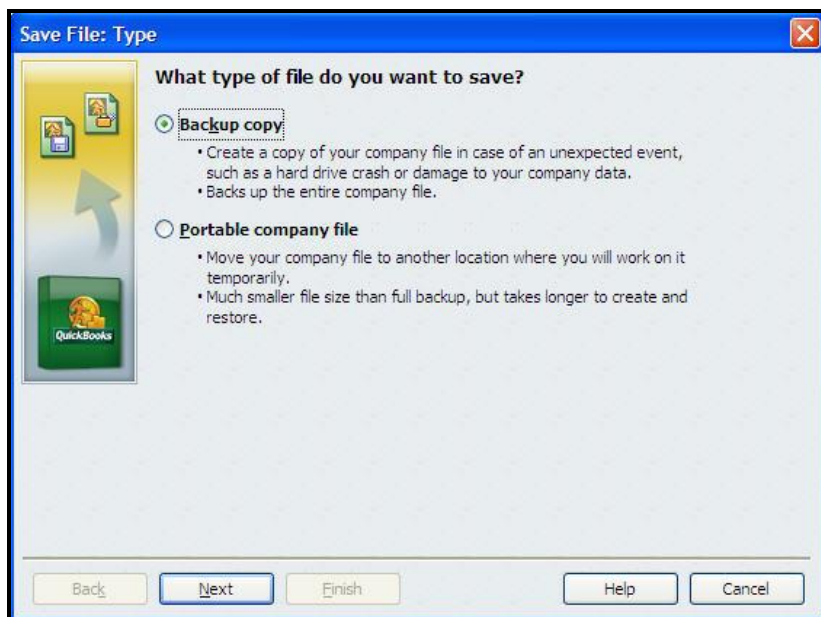 Save File: Type
What type of file do you want to save?
Backup copy
• Create a copy of your company file in case of an unexpected event,
such as a hard drive crash or damage to your company data.
• Backs up the entire company file.
Portable company file
• Move your company file to another location where you will work on it
temporarily.
• Much smaller file size than full backup, but takes longer to create and
restore.
QuickBooks
Back
Next
Finish
Help
Cancel